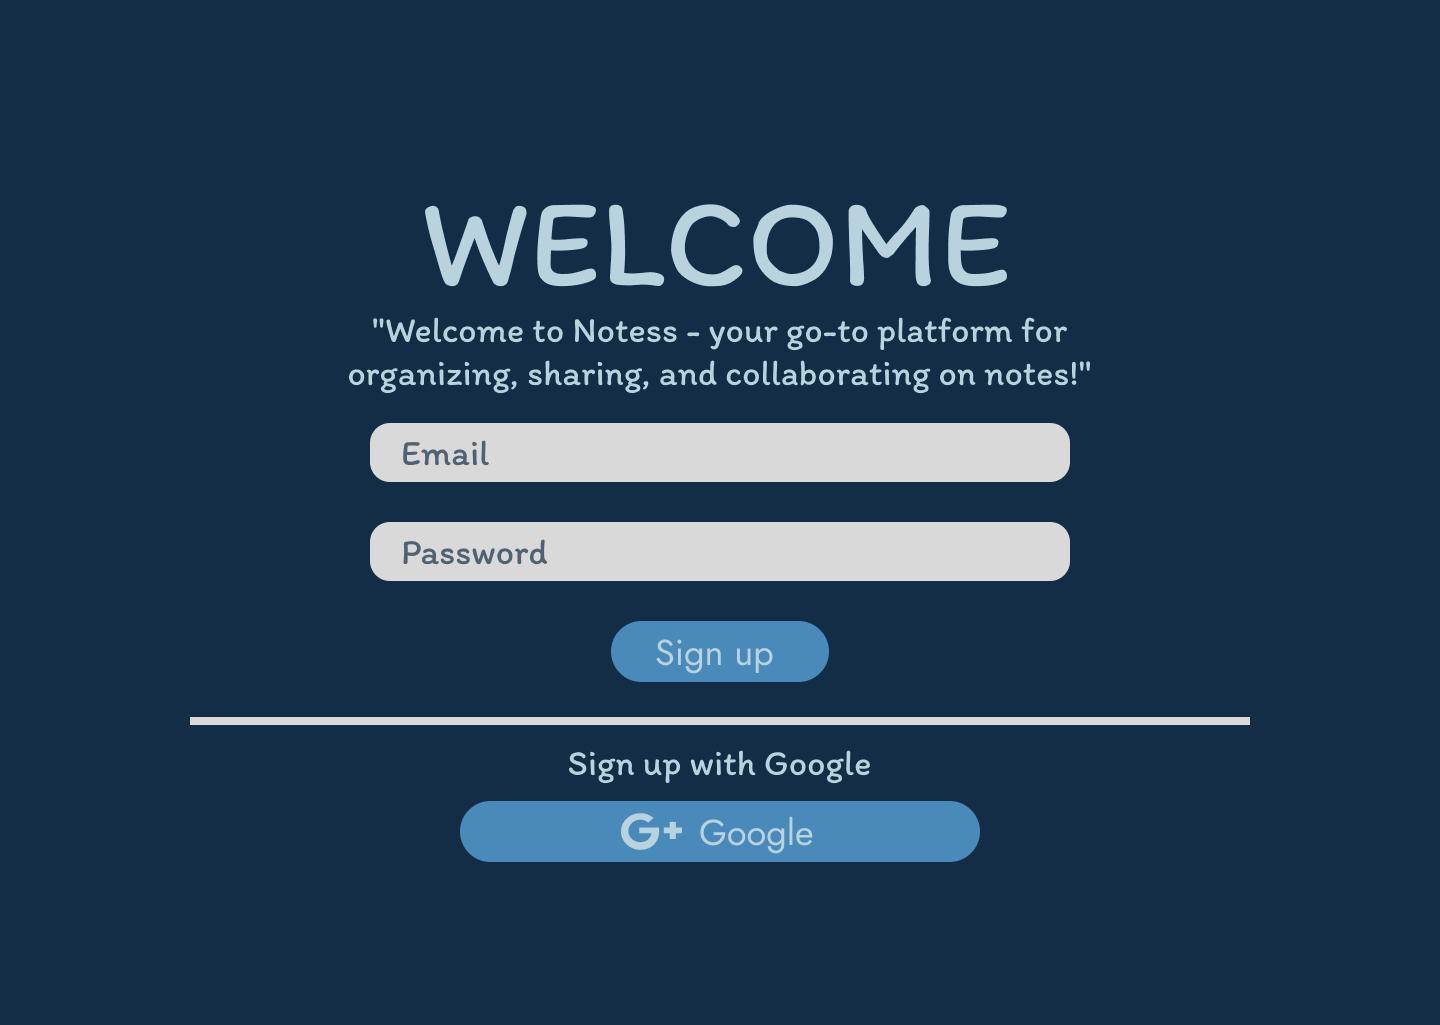 WELCOME
"Welcome to Notess - your go-to platform for
organizing, sharing, and collaborating on notes!"
Email
Password
Sign up
Sign up with Google
G+ Google